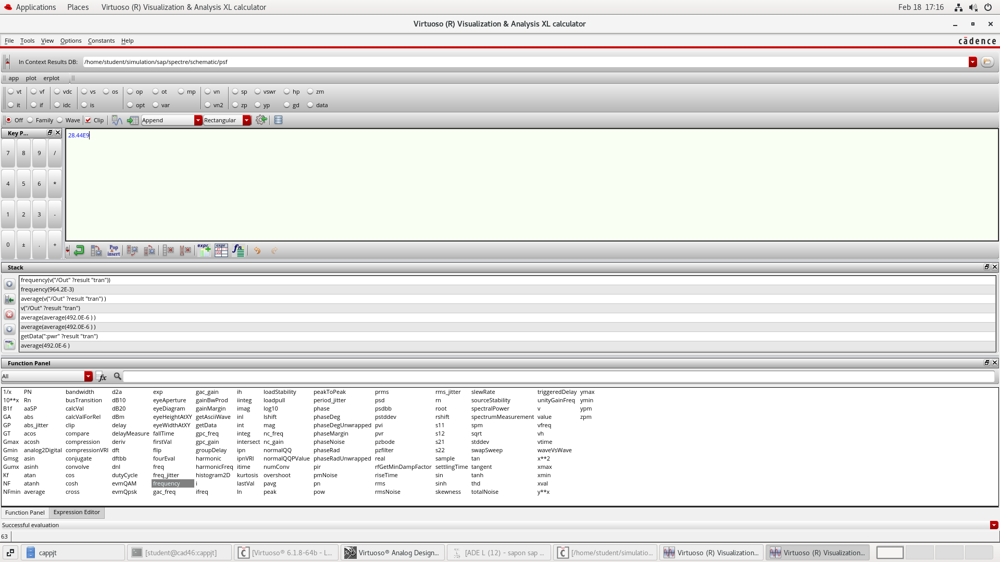 Applications Places Virtuoso (R) Visualization & Analysis XL calculator Feb 18 17:16
Virtuoso (R) Visualization & Analysis XL calculator
File Tools View Options Constants Help cādence
In Context Results DB: /home/student/simulation/sap/spectre/schematic/psf
app plot erplot
vt vf vdc vs os op ot mp vn sp vswr hp zm
it if idc is opt var vn2 zp yp gd data
Off Family Wave Clip Append Rectangular
Key P...
28.44E9
7 8 9 /
4 5 6 *
1 2 3 -
0 ± . +
Pop & insert expr expr fn
Stack
frequency(v("/Out" ?result "tran"))
frequency(964.2E-3)
average(v("/Out" ?result "tran") )
v("/Out" ?result "tran")
average(average(492.0E-6 ) )
average(average(492.0E-6 ) )
getData(":pwr" ?result "tran")
average(492.0E-6 )
Function Panel
All fx
1/x PN bandwidth d2a exp gac_gain ih loadStability peakToPeak prms rms_jitter slewRate triggeredDelay ymax
10**x Rn busTransition dB10 eyeAperture gainBwProd iinteg loadpull period_jitter psd rn sourceStability unityGainFreq ymin
B1f aaSP calcVal dB20 eyeDiagram gainMargin imag log10 phase psdbb root spectralPower v ypm
GA abs calcValForRel dBm eyeHeightAtXY getAsciiWave inl lshift phaseDeg pstddev rshift spectrumMeasurement value zpm
GP abs_jitter clip delay eyeWidthAtXY getData int mag phaseDegUnwrapped pvi s11 spm vfreq
GT acos compare delayMeasure fallTime gpc_freq integ nc_freq phaseMargin pvr s12 sqrt vh
Gmax acosh compression deriv firstVal gpc_gain intersect nc_gain phaseNoise pzbode s21 stddev vtime
Gmin analog2Digital compressionVRI dft flip groupDelay ipn normalQQ phaseRad pzfilter s22 swapSweep waveVsWave
Gmsg asin conjugate dftbb fourEval harmonic ipnVRI normalQQPValue phaseRadUnwrapped real sample tan x**2
Gumx asinh convolve dnl freq harmonicFreq itime numConv pir rfGetMinDampFactor settlingTime tangent xmax
Kf atan cos dutyCycle freq_jitter histogram2D kurtosis overshoot pmNoise riseTime sin tanh xmin
NF atanh cosh evmQAM frequency i lastVal pavg pn rms sinh thd xval
NFmin average cross evmQpsk gac_freq ifreq ln peak pow rmsNoise skewness totalNoise y**x
Function Panel Expression Editor
Successful evaluation
63
cappjt [student@cad46:cappjt] [Virtuoso® 6.1.8-64b - L... Virtuoso® Analog Design... [ADE L (12) - sapon sap ... [/home/student/simulatio... Virtuoso (R) Visualization... Virtuoso (R) Visualization...